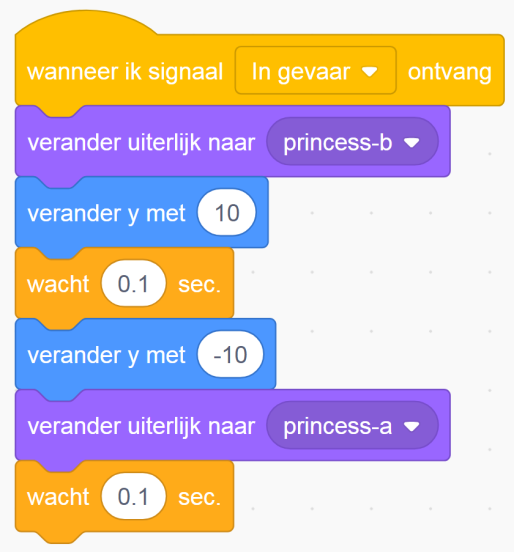 wanneer ik signaal In gevaar ontvang
verander uiterlijk naar princess-b
verander y met 10
wacht 0.1 sec.
verander y met -10
verander uiterlijk naar princess-a
wacht 0.1 sec.